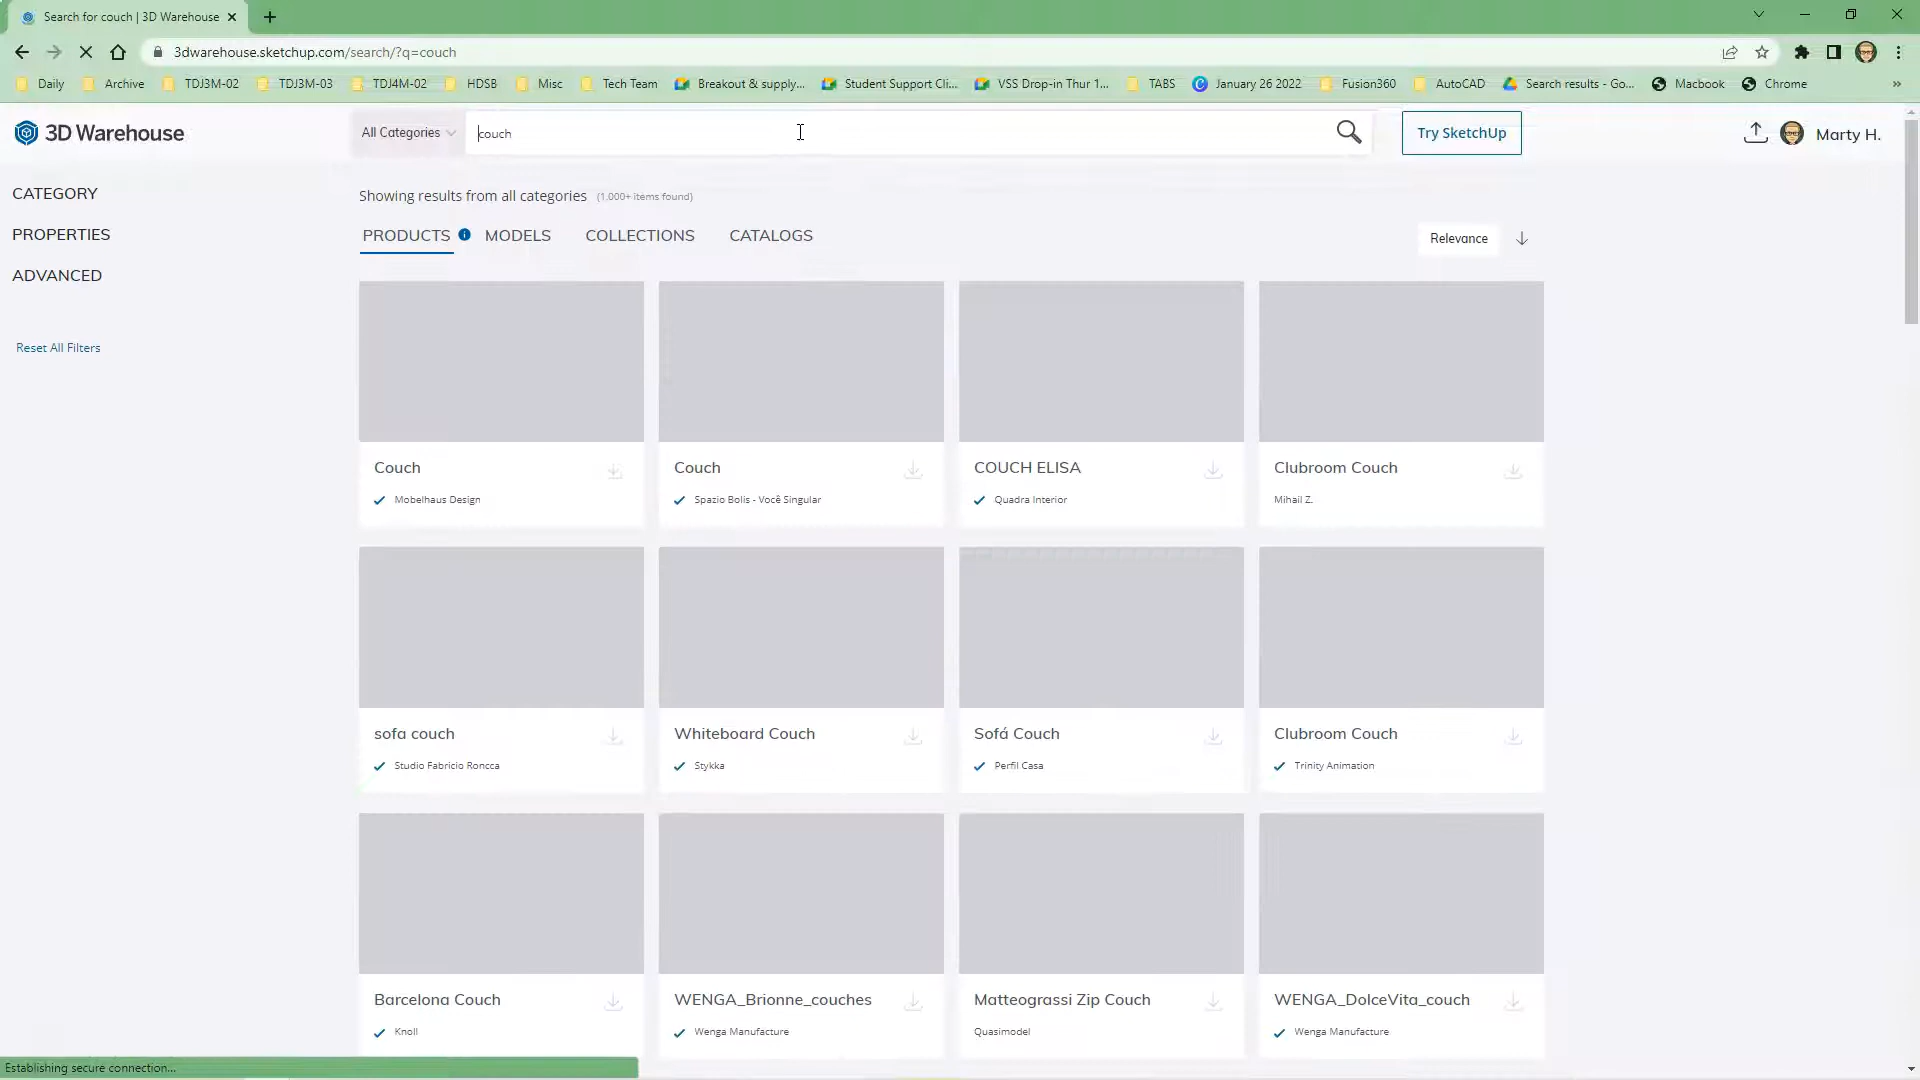 Search for couch | 3D Warehouse
3dwarehouse.sketchup.com/search/?q=couch
Daily Archive TDJ3M-02 TDJ3M-03 TDJ4M-02 HDSB Misc Tech Team Breakout & supply... Student Support Cli... VSS Drop-in Thur 1... TABS January 26 2022 Fusion360 AutoCAD Search results - Go... Macbook Chrome »
3D Warehouse All Categories couch Try SketchUp Marty H.
CATEGORY
PROPERTIES
ADVANCED
Reset All Filters
Showing results from all categories (1,000+ items found)
PRODUCTS i MODELS COLLECTIONS CATALOGS Relevance
Couch Couch COUCH ELISA Clubroom Couch
Mobelhaus Design Spazio Bolis - Você Singular Quadra Interior Mihail Z.
sofa couch Whiteboard Couch Sofá Couch Clubroom Couch
Studio Fabricio Roncca Stykka Perfil Casa Trinity Animation
Barcelona Couch WENGA_Brionne_couches Matteograssi Zip Couch WENGA_DolceVita_couch
Knoll Wenga Manufacture Quasimodel Wenga Manufacture
Establishing secure connection...